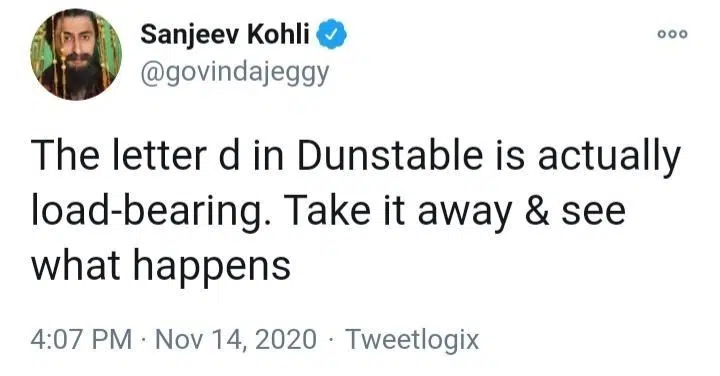 Sanjeev Kohli
@govindajeggy
The letter d in Dunstable is actually
load-bearing. Take it away & see
what happens
4:07 PM · Nov 14, 2020 · Tweetlogix